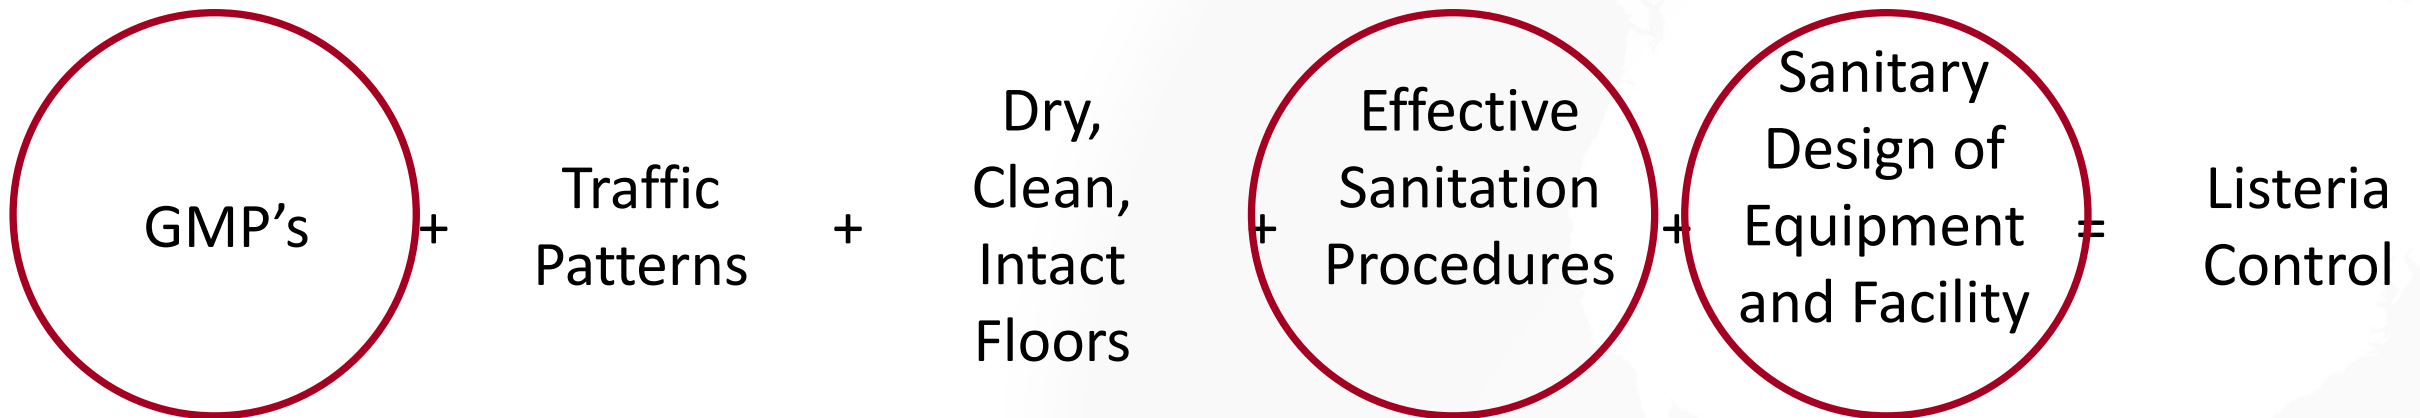 GMP’s
+
Traffic
Patterns
+
Dry,
Clean,
Intact
Floors
+
Effective
Sanitation
Procedures
+
Sanitary
Design of
Equipment
and Facility
=
Listeria
Control